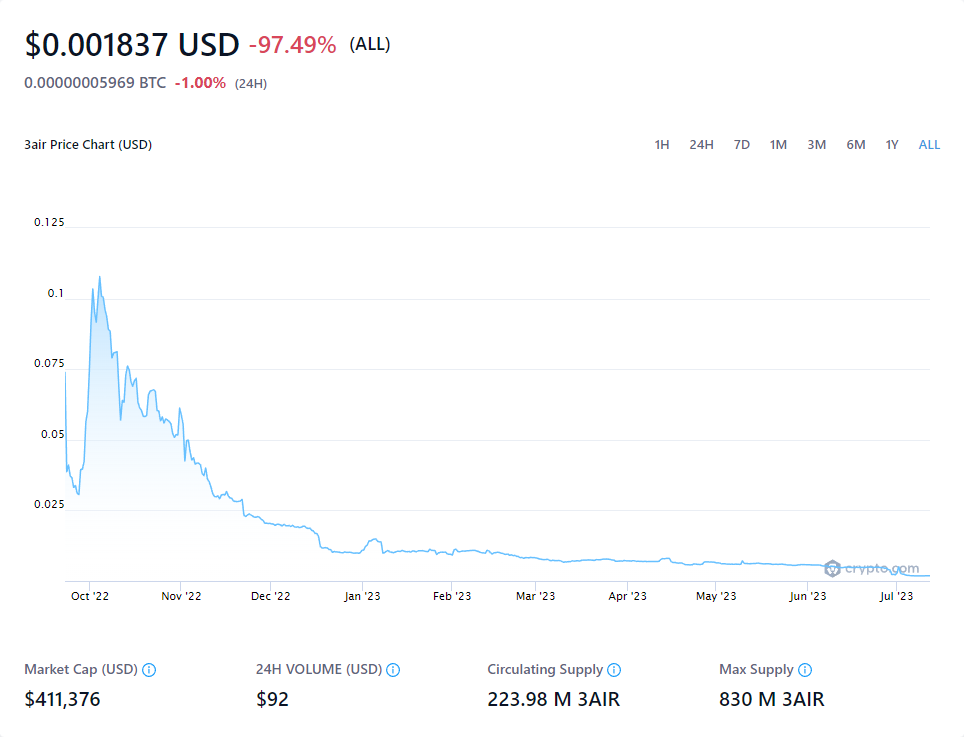 $0.001837 USD -97.49% (ALL)
0.00000005969 BTC -1.00% (24H)
3air Price Chart (USD) 1H 24H 7D 1M 3M 6M 1Y ALL
0.125
0.1
0.075
0.05
0.025
crypto.com
Oct '22 Nov '22 Dec '22 Jan '23 Feb '23 Mar '23 Apr '23 May '23 Jun '23 Jul '23
Market Cap (USD) 24H VOLUME (USD) Circulating Supply Max Supply
$411,376 $92 223.98 M 3AIR 830 M 3AIR